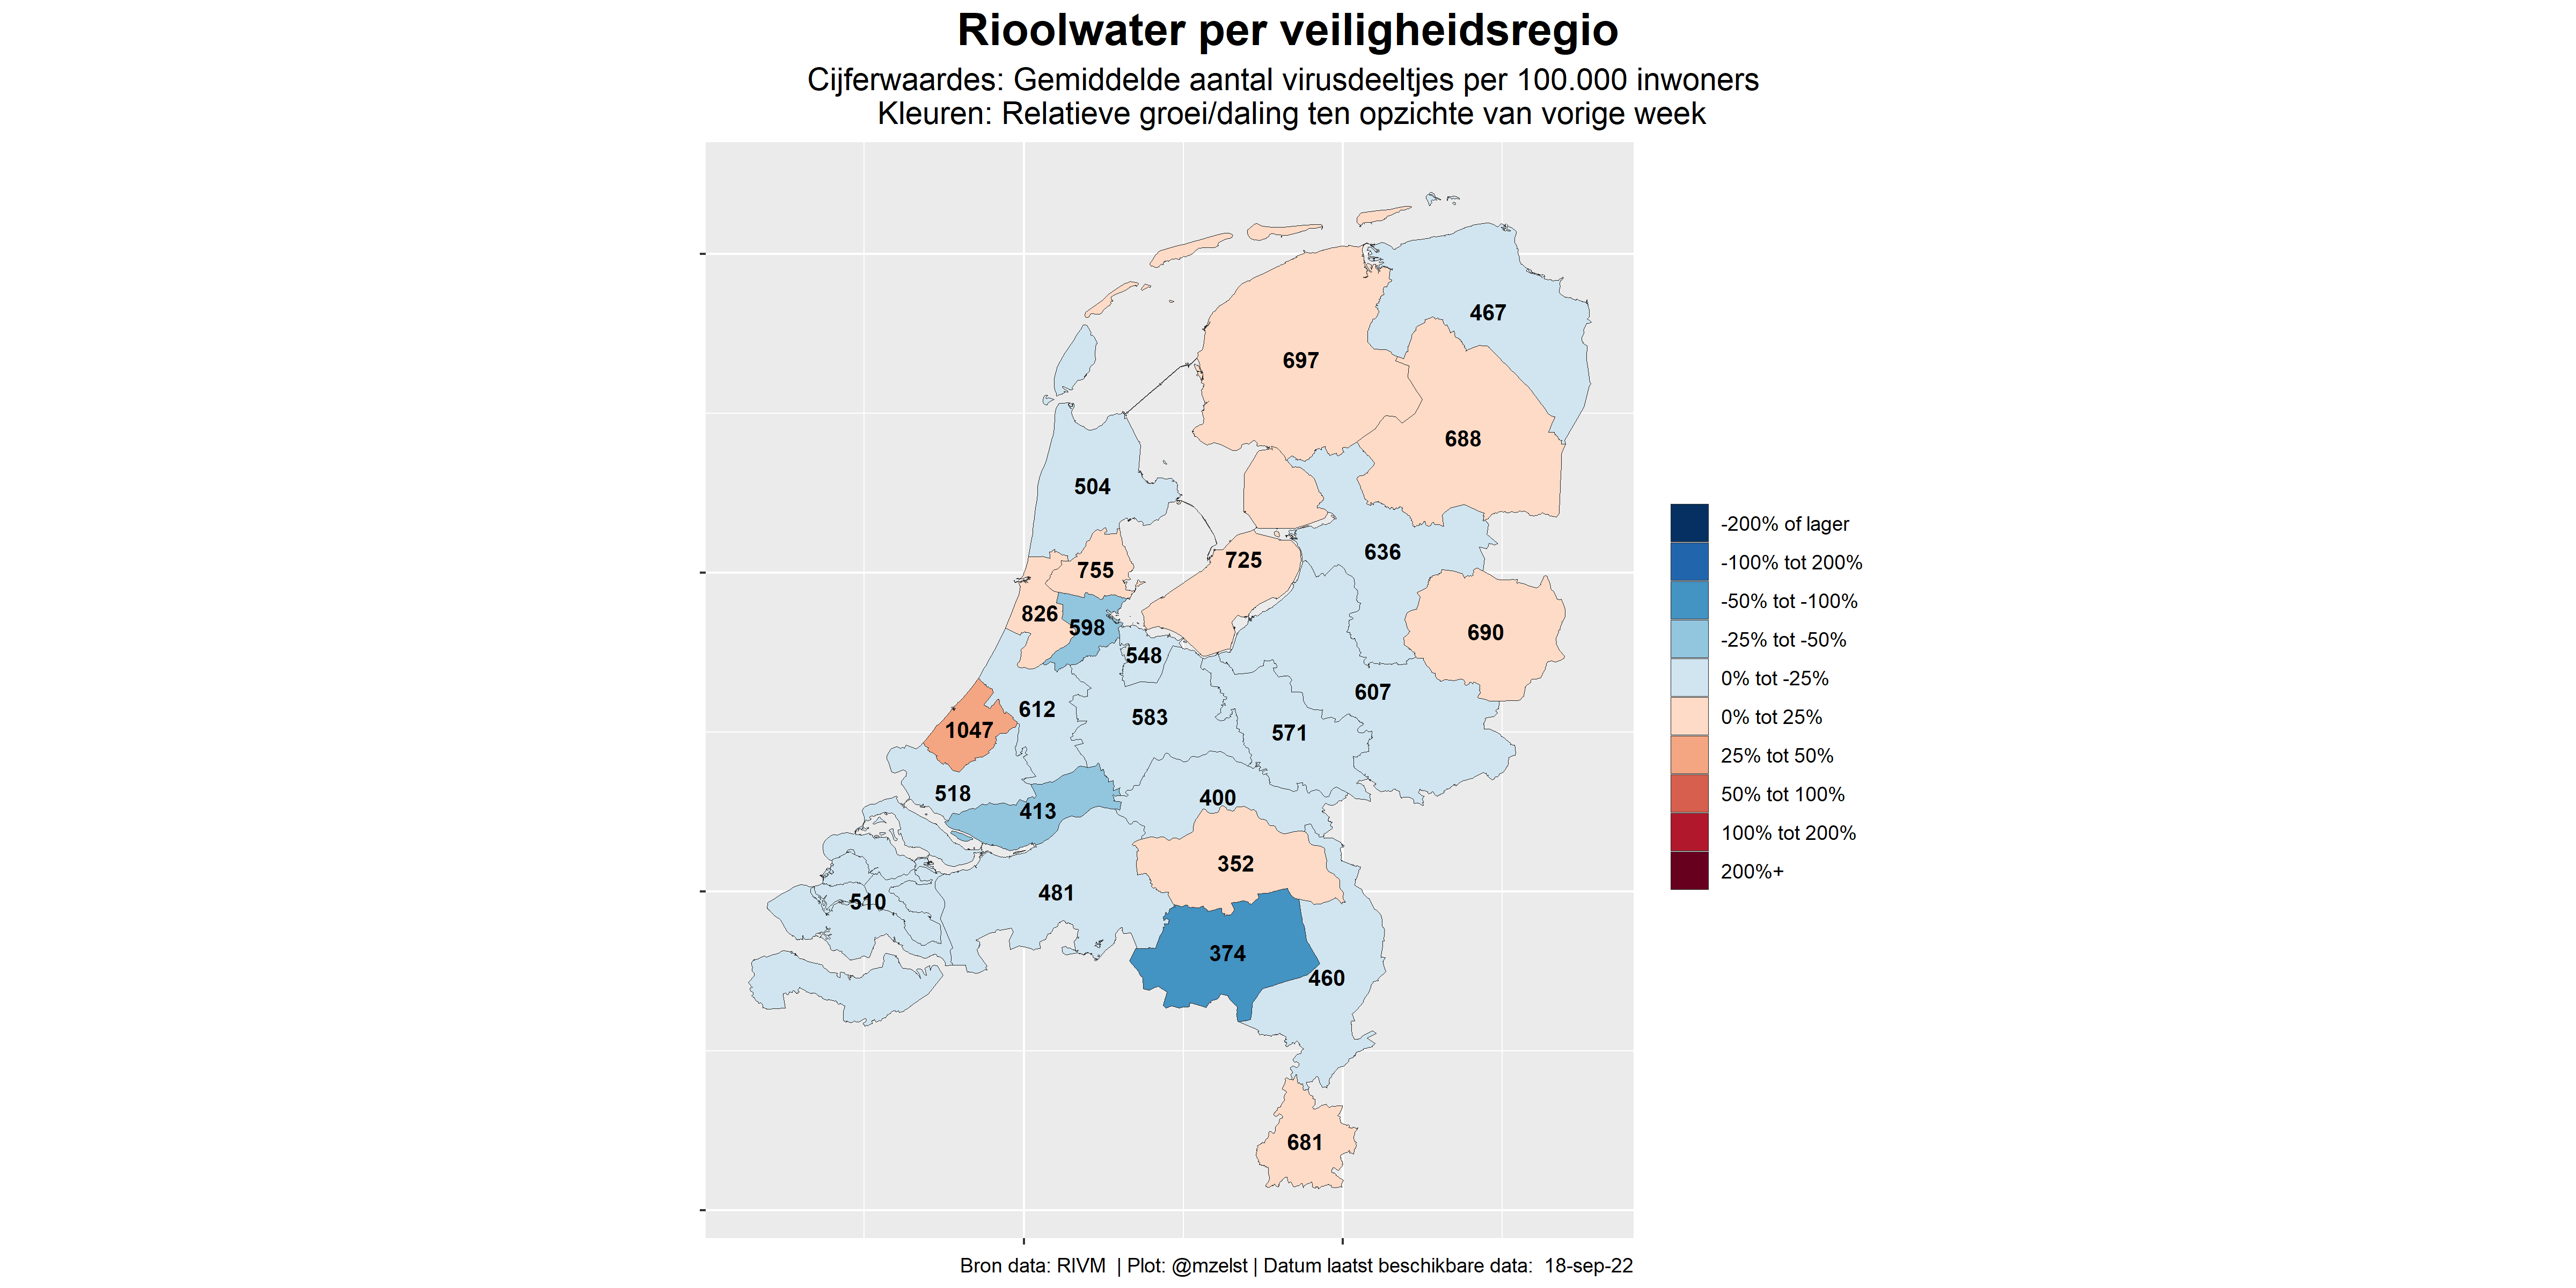 Rioolwater per veiligheidsregio
Cijferwaardes: Gemiddelde aantal virusdeeltjes per 100.000 inwoners
Kleuren: Relatieve groei/daling ten opzichte van vorige week
467
697
688
504
636
725
755
826
598
690
548
607
612
583
1047
571
518
400
413
352
481
510
374
460
681
-200% of lager
-100% tot 200%
-50% tot -100%
-25% tot -50%
0% tot -25%
0% tot 25%
25% tot 50%
50% tot 100%
100% tot 200%
200%+
Bron data: RIVM | Plot: @mzelst | Datum laatst beschikbare data: 18-sep-22